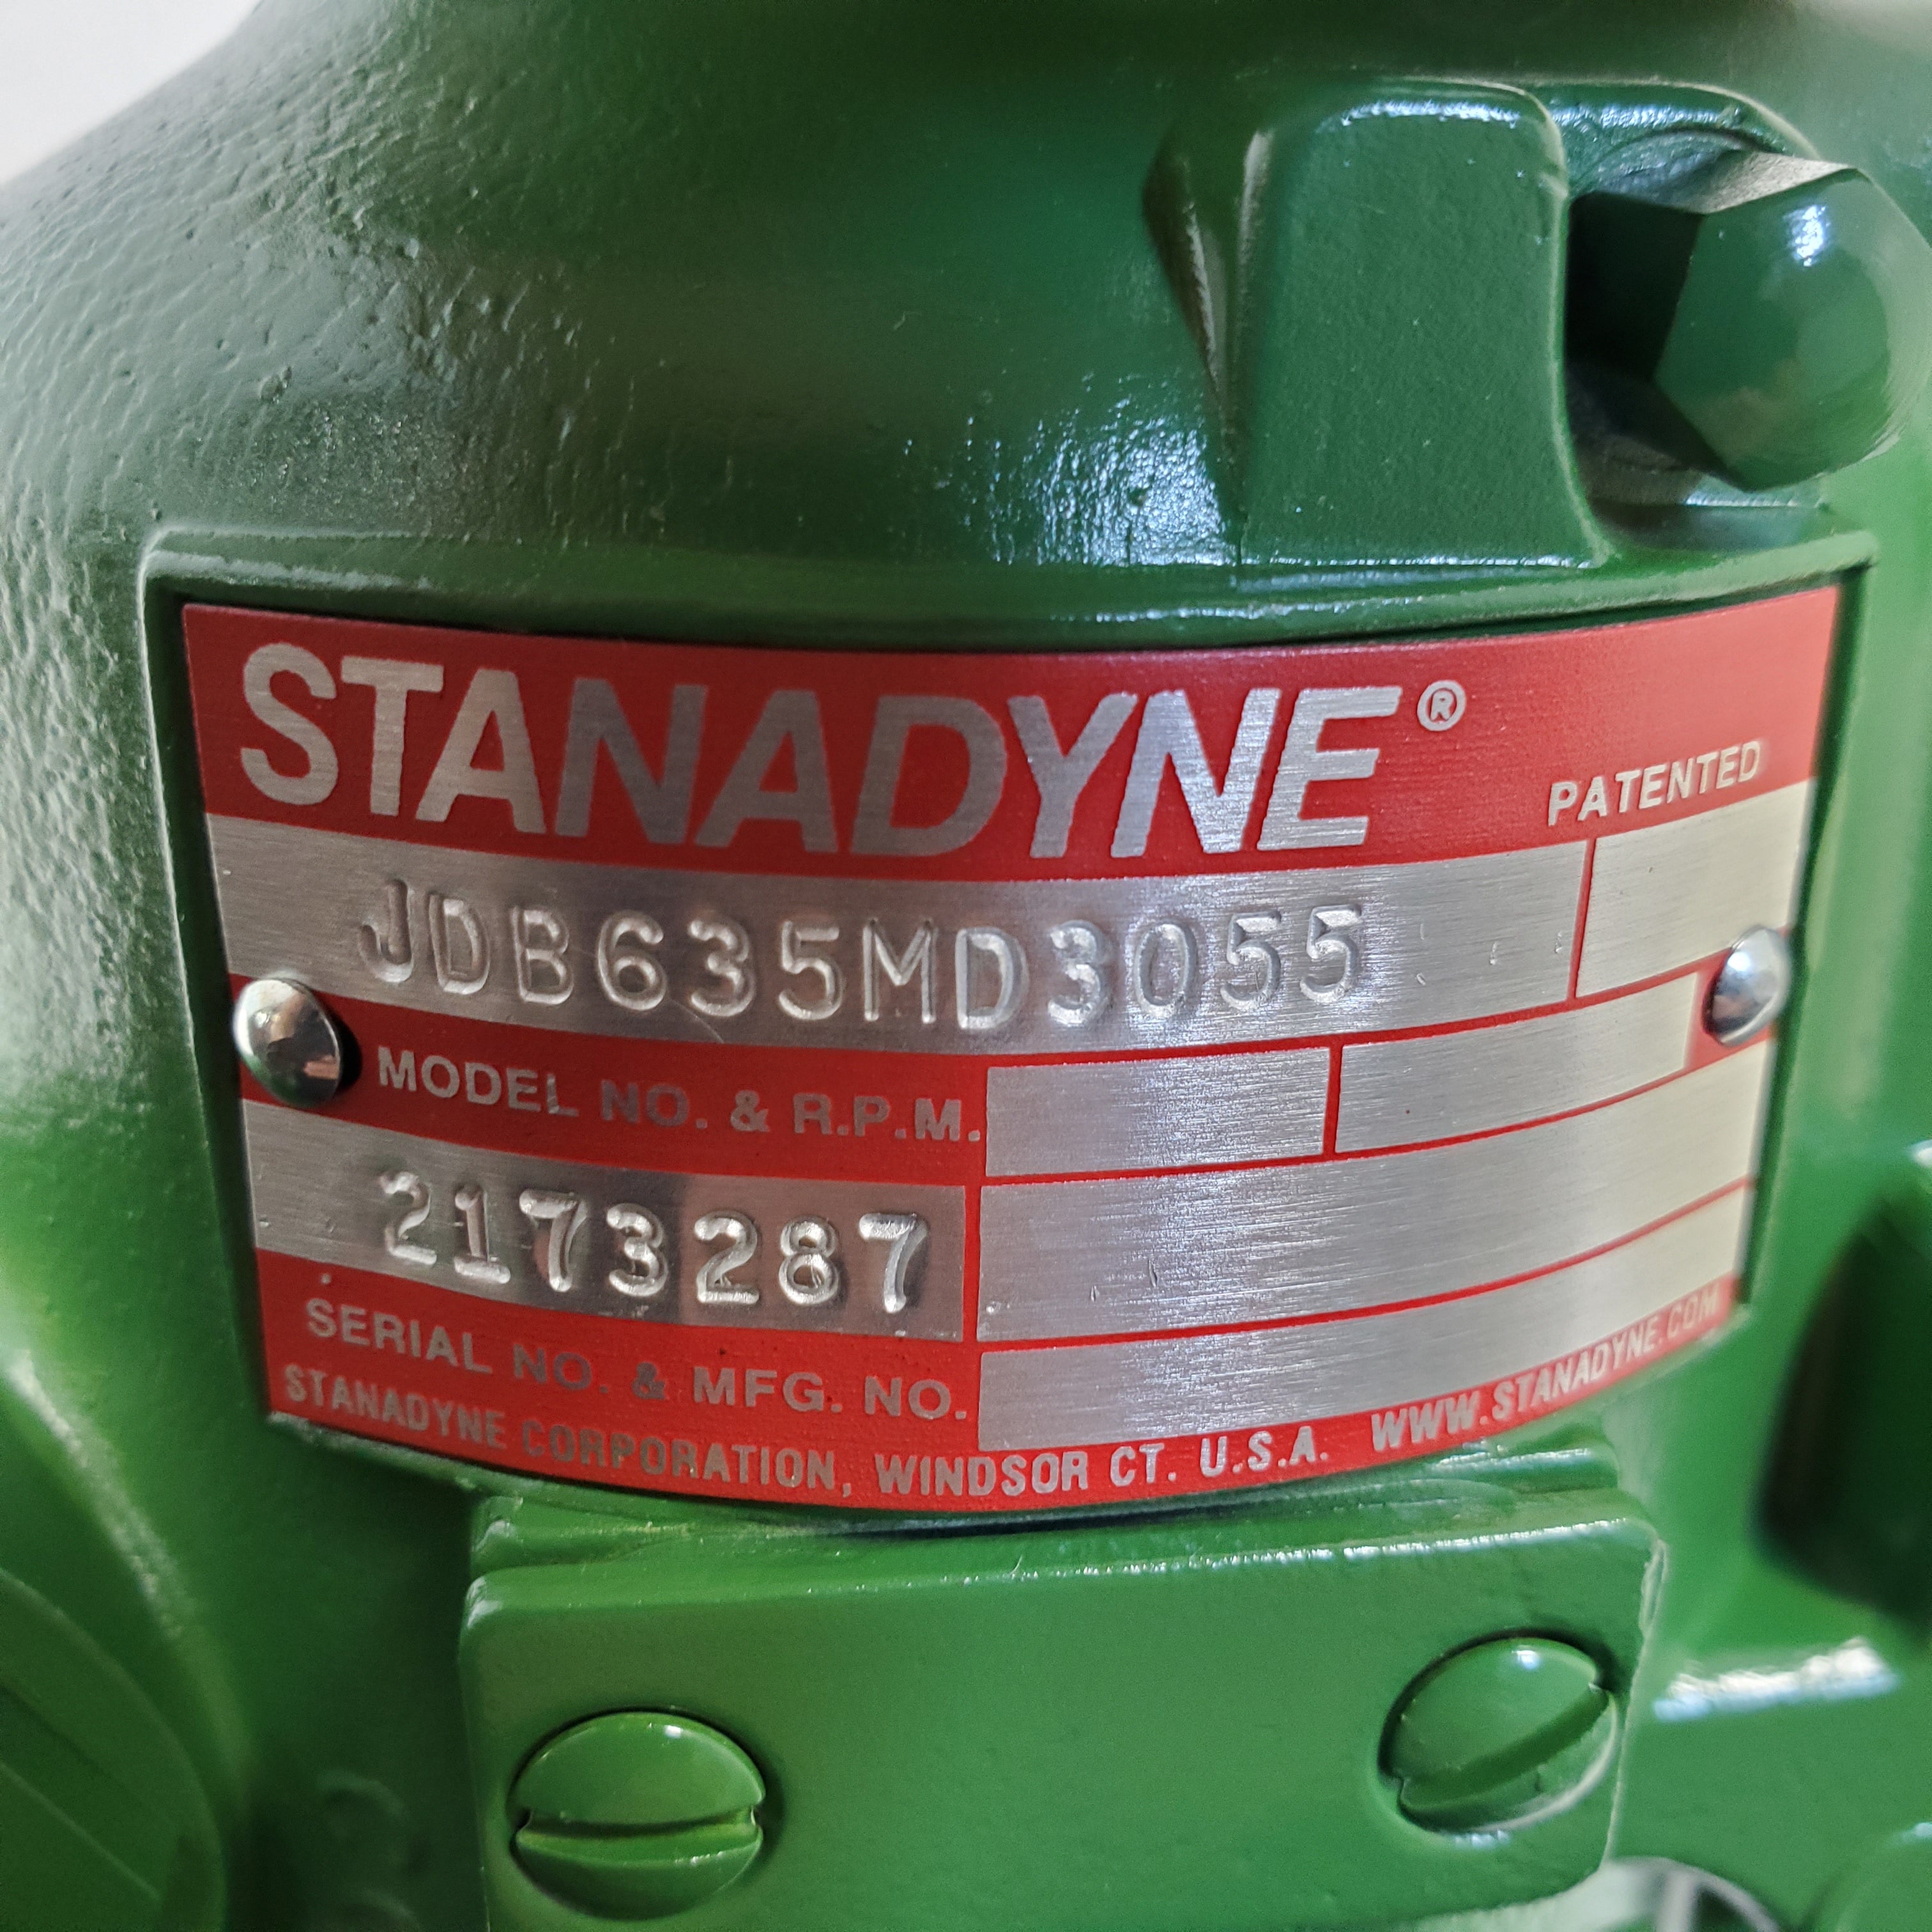 STANADYNE®
PATENTED
JDB635MD3055
MODEL NO. & R.P.M.
2173287
SERIAL NO. & MFG. NO.
STANADYNE CORPORATION, WINDSOR CT. U.S.A. WWW.STANADYNE.COM